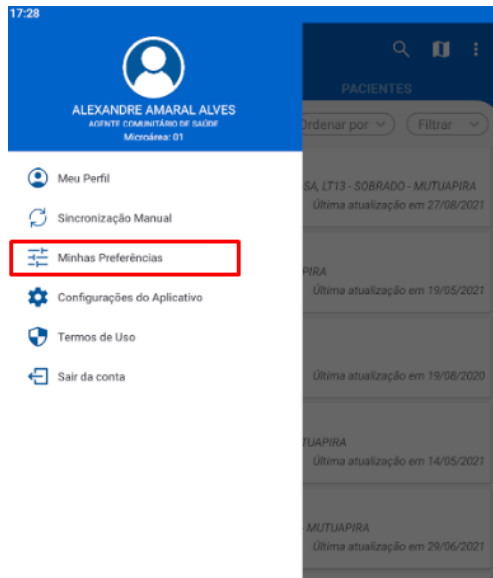 17:28
ALEXANDRE AMARAL ALVES
AGENTE COMUNITÁRIO DE SAÚDE
Microárea: 01
Meu Perfil
Sincronização Manual
Minhas Preferências
Configurações do Aplicativo
Termos de Uso
Sair da conta
PACIENTES
Ordenar por
Filtrar
SA, LT13 - SOBRADO - MUTUAPIRA
Última atualização em 27/08/2021
PIRA
Última atualização em 19/05/2021
Última atualização em 19/08/2020
TUAPIRA
Última atualização em 14/05/2021
- MUTUAPIRA
Última atualização em 29/06/2021